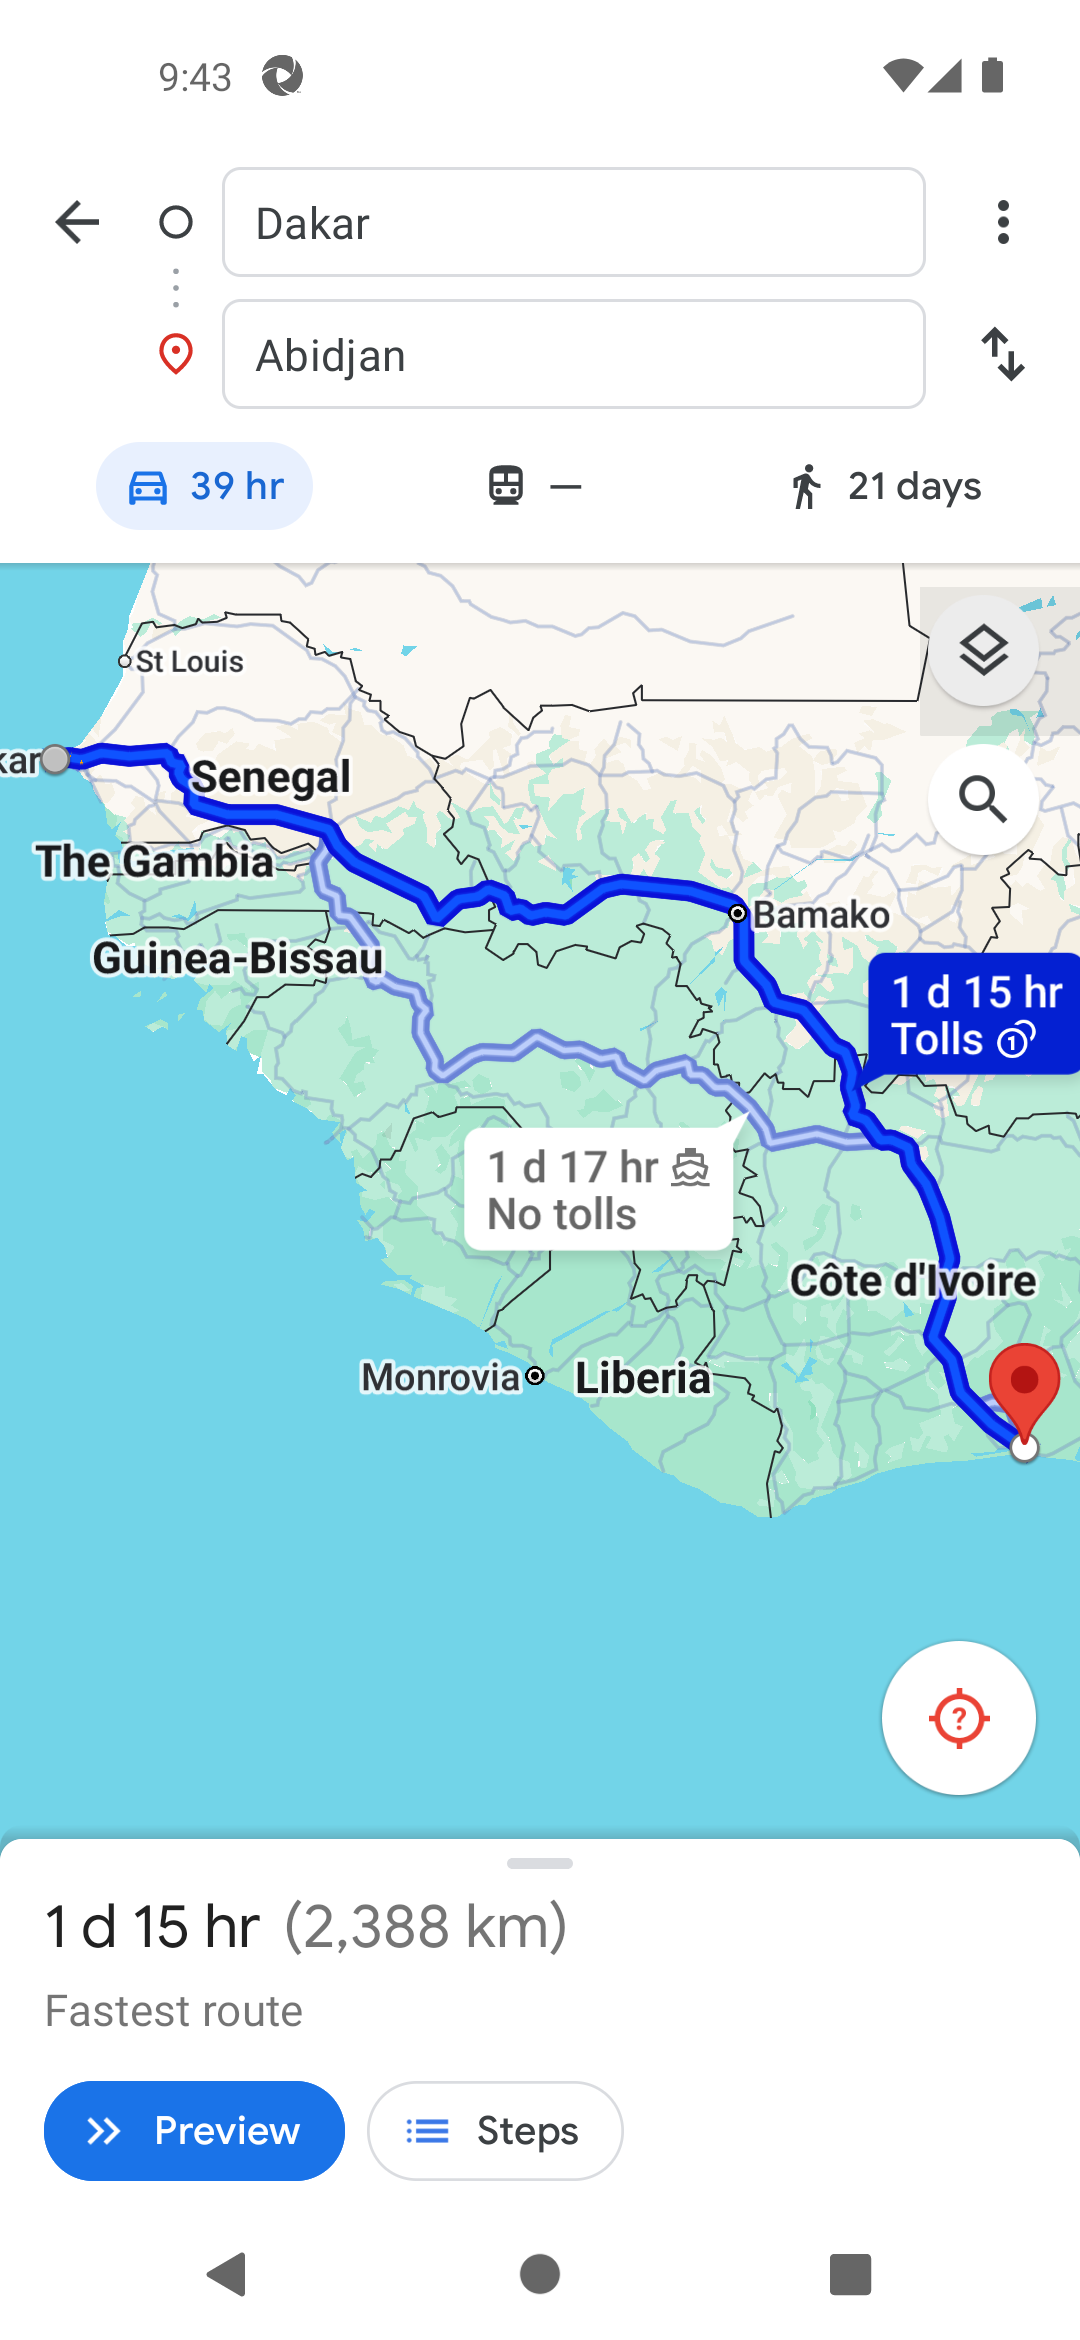 9:43
Dakar
Abidjan
39 hr
—
21 days
St Louis
kar
Senegal
The Gambia
Bamako
Guinea-Bissau
1 d 15 hr
Tolls
1 d 17 hr
No tolls
Côte d'Ivoire
Monrovia
Liberia
?
1 d 15 hr (2,388 km)
Fastest route
Preview
Steps